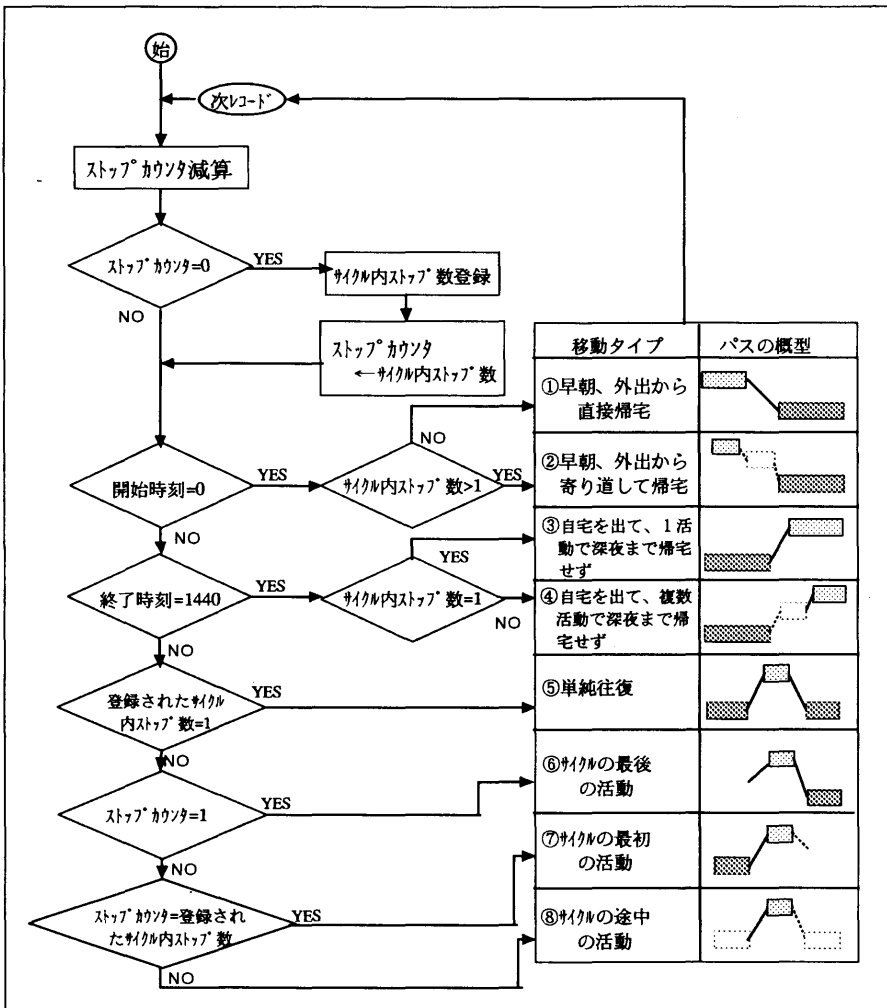 始
次ﾚｺｰﾄﾞ
ｽﾄｯﾌﾟｶｳﾝﾀ減算
ｽﾄｯﾌﾟｶｳﾝﾀ=0
YES
NO
ｻｲｸﾙ内ｽﾄｯﾌﾟ数登録
ｽﾄｯﾌﾟｶｳﾝﾀ
←ｻｲｸﾙ内ｽﾄｯﾌﾟ数
開始時刻=0
YES
NO
ｻｲｸﾙ内ｽﾄｯﾌﾟ数>1
NO
YES
終了時刻=1440
YES
NO
ｻｲｸﾙ内ｽﾄｯﾌﾟ数=1
YES
NO
登録されたｻｲｸﾙ
内ｽﾄｯﾌﾟ数=1
YES
NO
ｽﾄｯﾌﾟｶｳﾝﾀ=1
YES
NO
ｽﾄｯﾌﾟｶｳﾝﾀ=登録され
たｻｲｸﾙ内ｽﾄｯﾌﾟ数
YES
NO
移動タイプ
パスの概型
①早朝、外出から
直接帰宅
②早朝、外出から
寄り道して帰宅
③自宅を出て、1活
動で深夜まで帰宅
せず
④自宅を出て、複数
活動で深夜まで帰
宅せず
⑤単純往復
⑥ｻｲｸﾙの最後
の活動
⑦ｻｲｸﾙの最初
の活動
⑧ｻｲｸﾙの途中
の活動